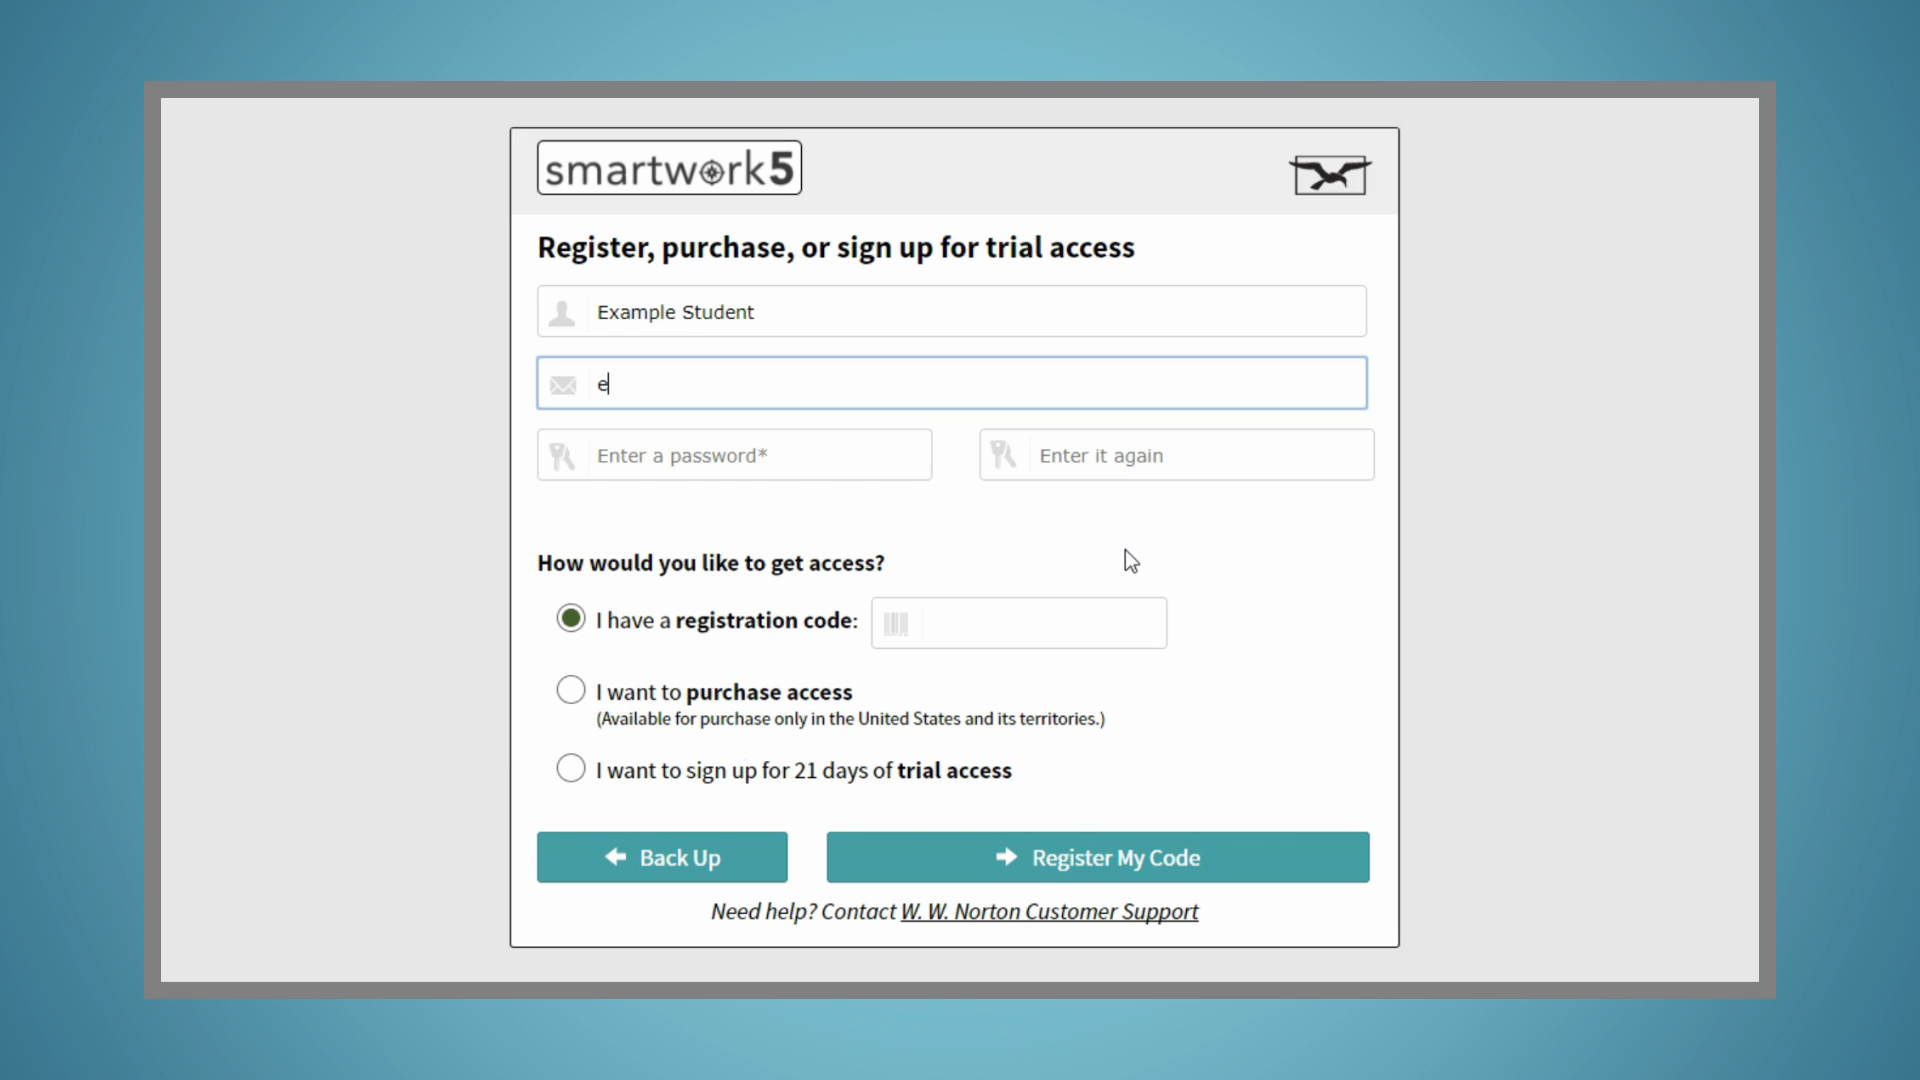 smartwork5
Register, purchase, or sign up for trial access
Example Student
e
Enter a password*
Enter it again
How would you like to get access?
I have a registration code:
I want to purchase access
(Available for purchase only in the United States and its territories.)
I want to sign up for 21 days of trial access
Back Up
Register My Code
Need help? Contact W. W. Norton Customer Support